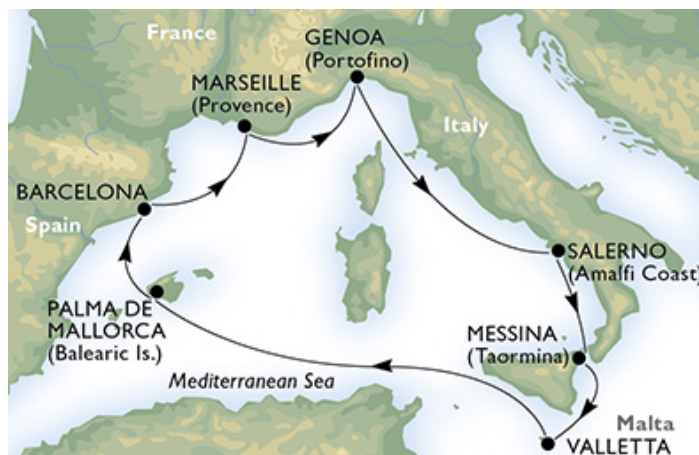 France
GENOA
(Portofino)
MARSEILLE
(Provence)
Italy
BARCELONA
Spain
SALERNO
(Amalfi Coast)
PALMA DE
MALLORCA
(Balearic Is.)
MESSINA
(Taormina)
Mediterranean Sea
Malta
VALLETTA